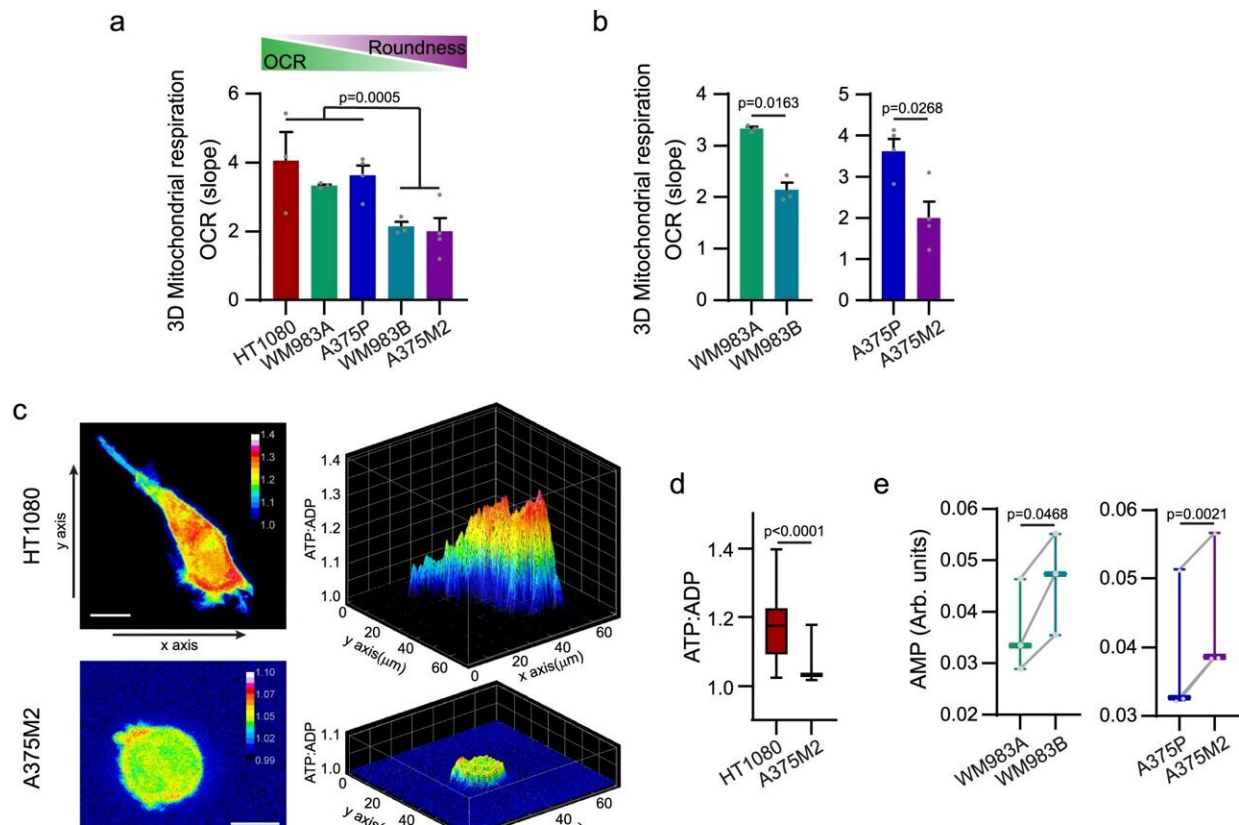 a
OCR
Roundness
3D Mitochondrial respiration
OCR (slope)
6
4
2
0
p=0.0005
HT1080
WM983A
A375P
WM983B
A375M2
b
3D Mitochondrial respiration
OCR (slope)
4
3
2
1
0
p=0.0163
WM983A
WM983B
5
4
3
2
1
0
p=0.0268
A375P
A375M2
c
HT1080
y axis
x axis
1.4
1.3
1.2
1.1
1.0
ATP:ADP
1.4
1.3
1.2
1.1
1.0
0
20
40
60
y axis(μm)
0
20
40
60
x axis(μm)
A375M2
1.10
1.07
1.05
1.02
0.99
ATP:ADP
1.1
1.0
0
20
40
y axis(μm)
40
60
d
ATP:ADP
1.4
1.2
1.0
p<0.0001
HT1080
A375M2
e
AMP (Arb. units)
0.06
0.05
0.04
0.03
0.02
p=0.0468
WM983A
WM983B
0.06
0.05
0.04
0.03
p=0.0021
A375P
A375M2